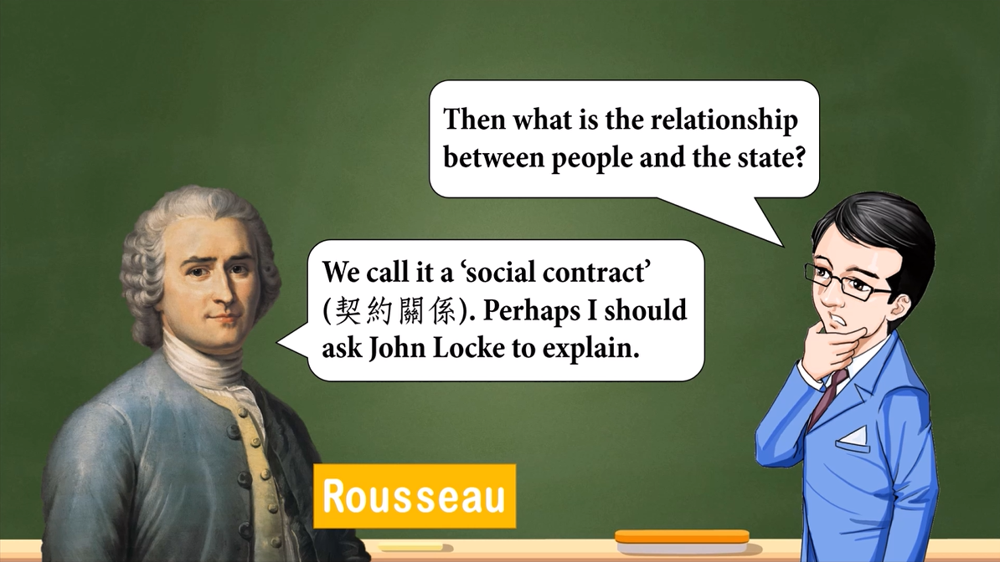 Then what is the relationship
between people and the state?
We call it a ‘social contract’
(契約關係). Perhaps I should
ask John Locke to explain.
Rousseau